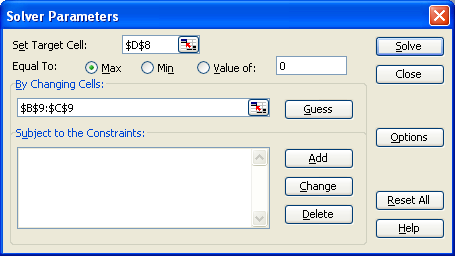 Solver Parameters
Set Target Cell: $D$8 Solve
Equal To: Max Min Value of: 0 Close
By Changing Cells:
$B$9:$C$9 Guess
Subject to the Constraints: Options
Add
Change
Reset All
Delete
Help